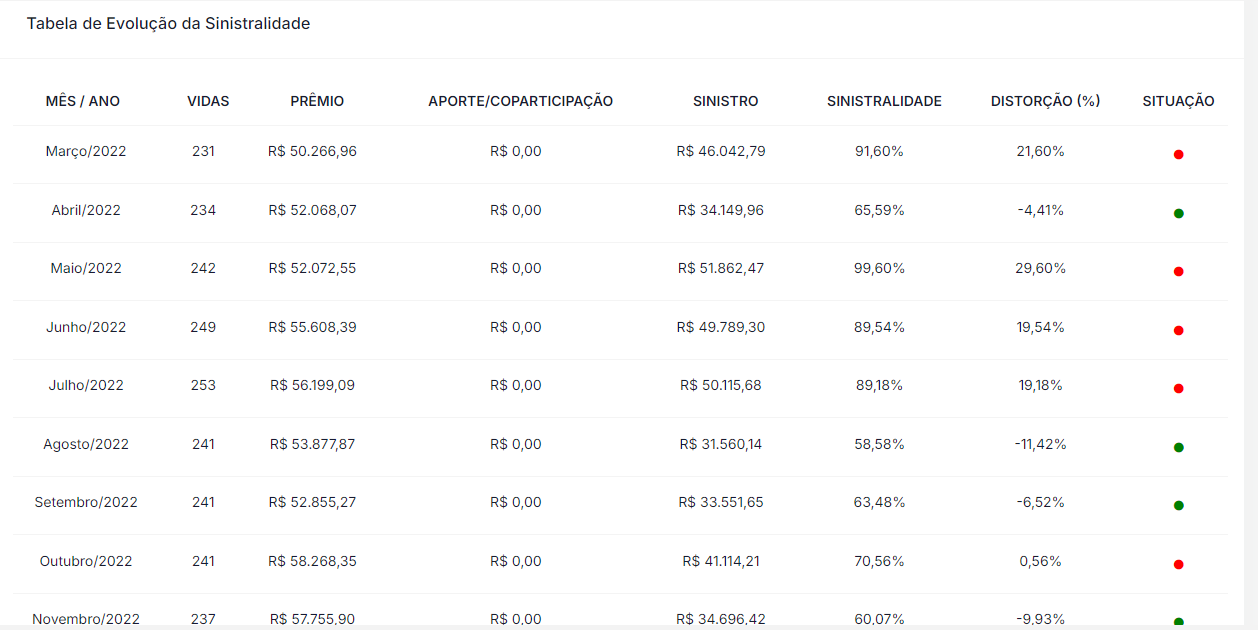 Tabela de Evolução da Sinistralidade
MÊS / ANO VIDAS PRÊMIO APORTE/COPARTICIPAÇÃO SINISTRO SINISTRALIDADE DISTORÇÃO (%) SITUAÇÃO
Março/2022 231 R$ 50.266,96 R$ 0,00 R$ 46.042,79 91,60% 21,60%
Abril/2022 234 R$ 52.068,07 R$ 0,00 R$ 34.149,96 65,59% -4,41%
Maio/2022 242 R$ 52.072,55 R$ 0,00 R$ 51.862,47 99,60% 29,60%
Junho/2022 249 R$ 55.608,39 R$ 0,00 R$ 49.789,30 89,54% 19,54%
Julho/2022 253 R$ 56.199,09 R$ 0,00 R$ 50.115,68 89,18% 19,18%
Agosto/2022 241 R$ 53.877,87 R$ 0,00 R$ 31.560,14 58,58% -11,42%
Setembro/2022 241 R$ 52.855,27 R$ 0,00 R$ 33.551,65 63,48% -6,52%
Outubro/2022 241 R$ 58.268,35 R$ 0,00 R$ 41.114,21 70,56% 0,56%
Novembro/2022 237 R$ 57.755,90 R$ 0,00 R$ 34.696,42 60,07% -9,93%